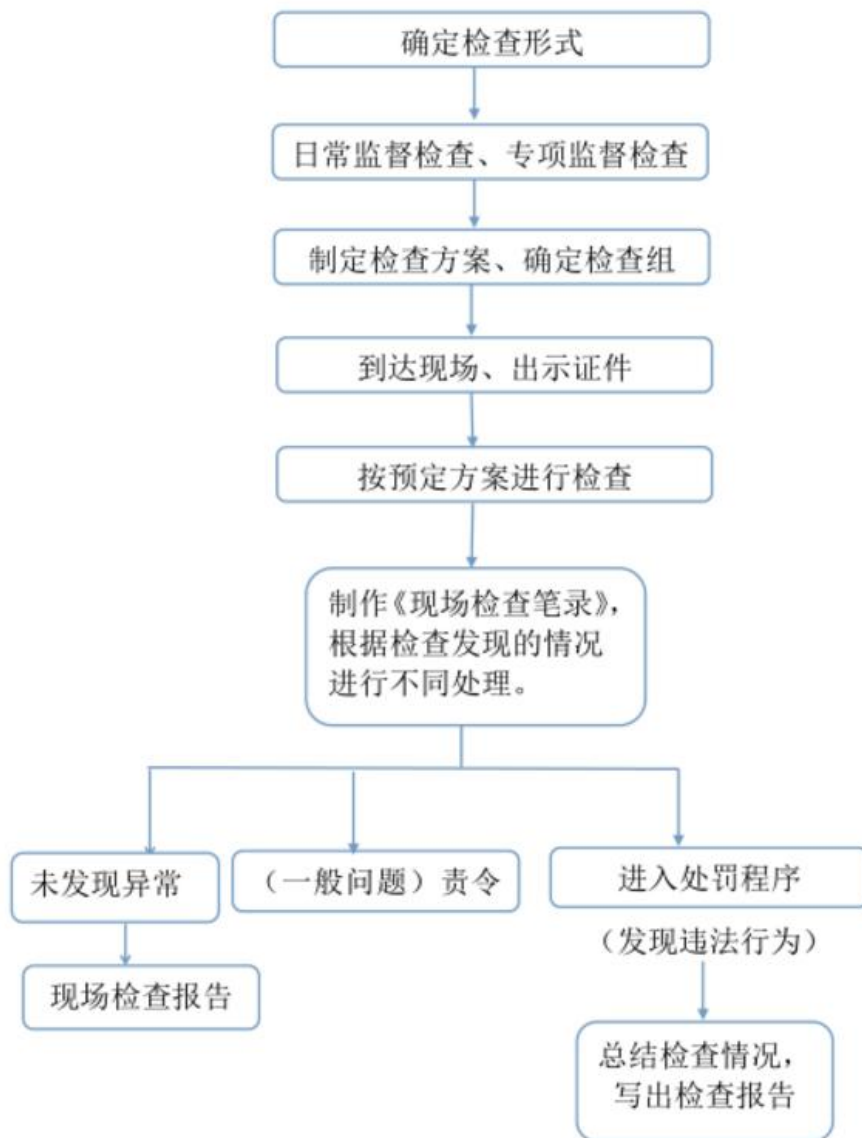 确定检查形式
日常监督检查、专项监督检查
制定检查方案、确定检查组
到达现场、出示证件
按预定方案进行检查
制作《现场检查笔录》,
根据检查发现的情况
进行不同处理。
未发现异常
（一般问题）责令
进入处罚程序
（发现违法行为）
现场检查报告
总结检查情况，
写出检查报告